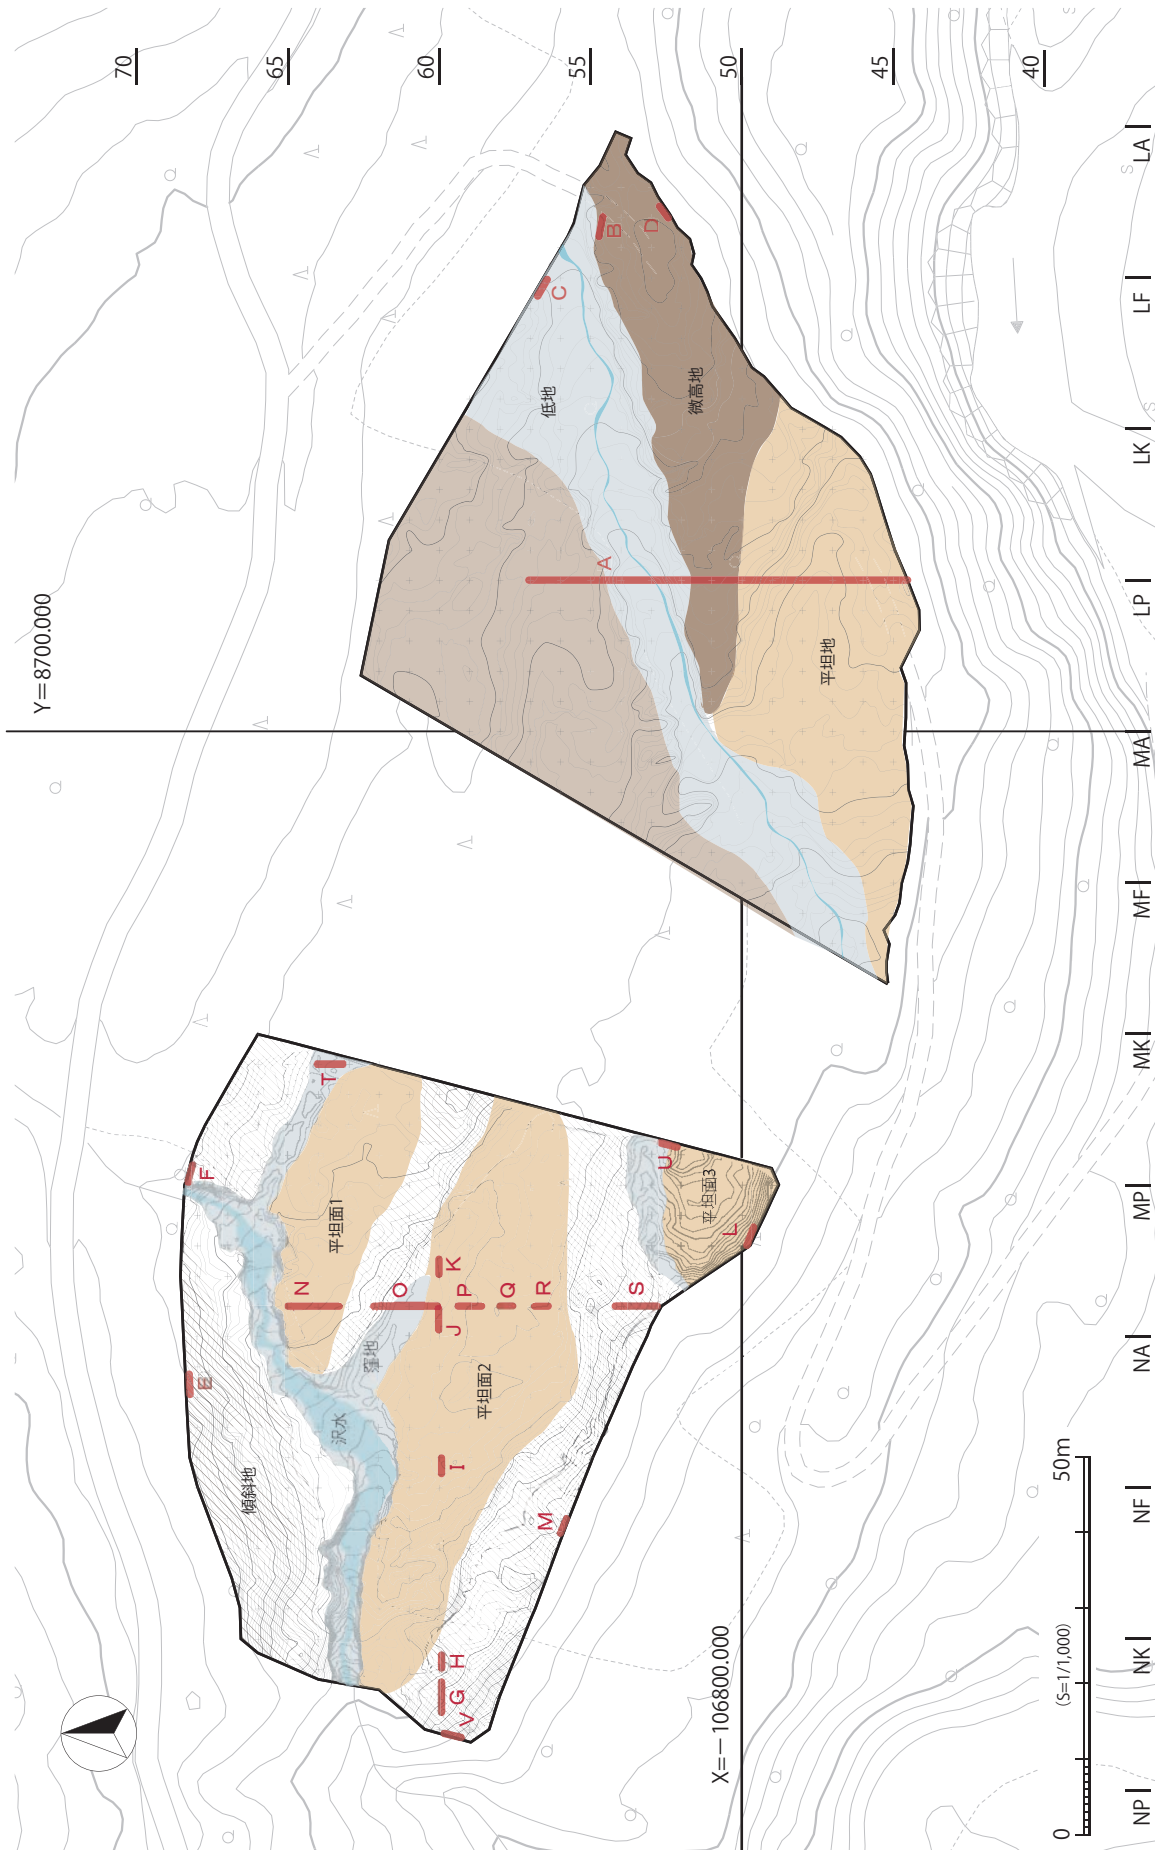 70
65
60
55
50
45
40
LA
LF
LK
LP
MA
MF
MK
MP
NA
NF
NK
NP
Y＝8700.000
X＝－106800.000
B
D
C
低地
微高地
A
平坦地
T
F
U
平坦面3
L
平坦面1
N
O
K
P
Q
R
S
J
窪地
E
平坦面2
沢水
I
傾斜地
M
H
G
V
0
50m
（S=1/1,000）
S
S
S